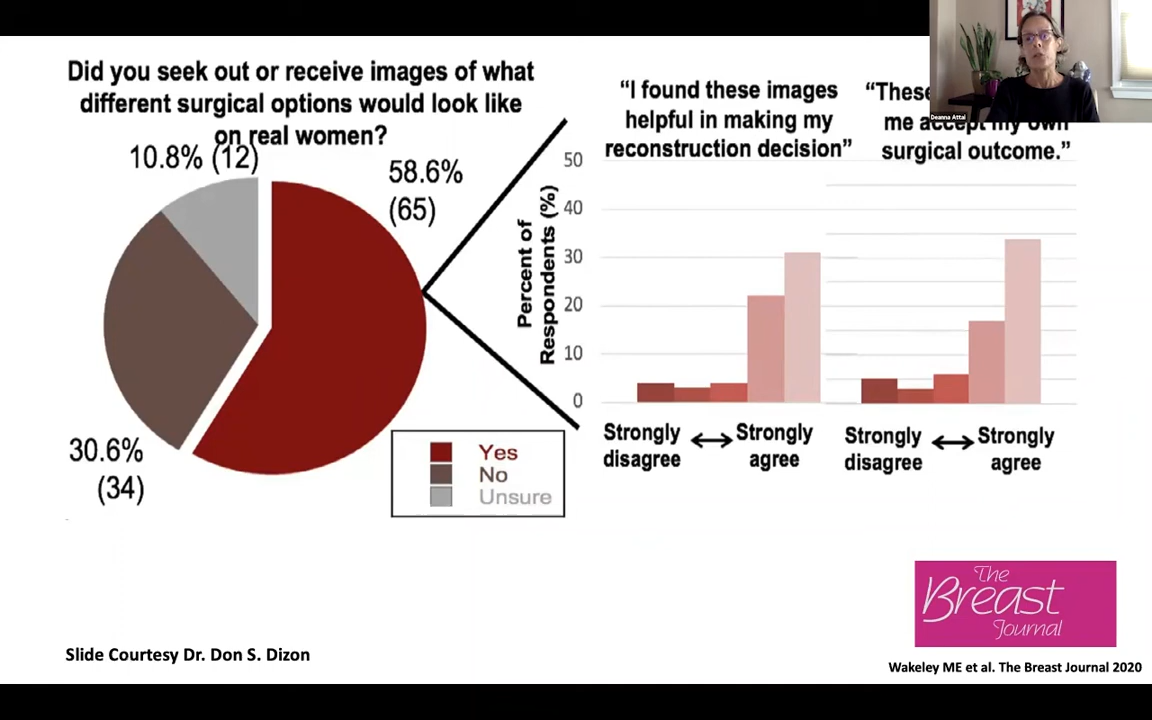 Did you seek out or receive images of what
different surgical options would look like
on real women?
10.8% (12)
58.6%
(65)
30.6%
(34)
Yes
No
Unsure
“I found these images
helpful in making my
reconstruction decision”
Percent of
Respondents (%)
50
40
30
20
10
0
Strongly
disagree
Strongly
agree
“These
me accept my own
surgical outcome.”
Strongly
disagree
Strongly
agree
Deanna Attai
The
Breast
Journal
Slide Courtesy Dr. Don S. Dizon
Wakeley ME et al. The Breast Journal 2020